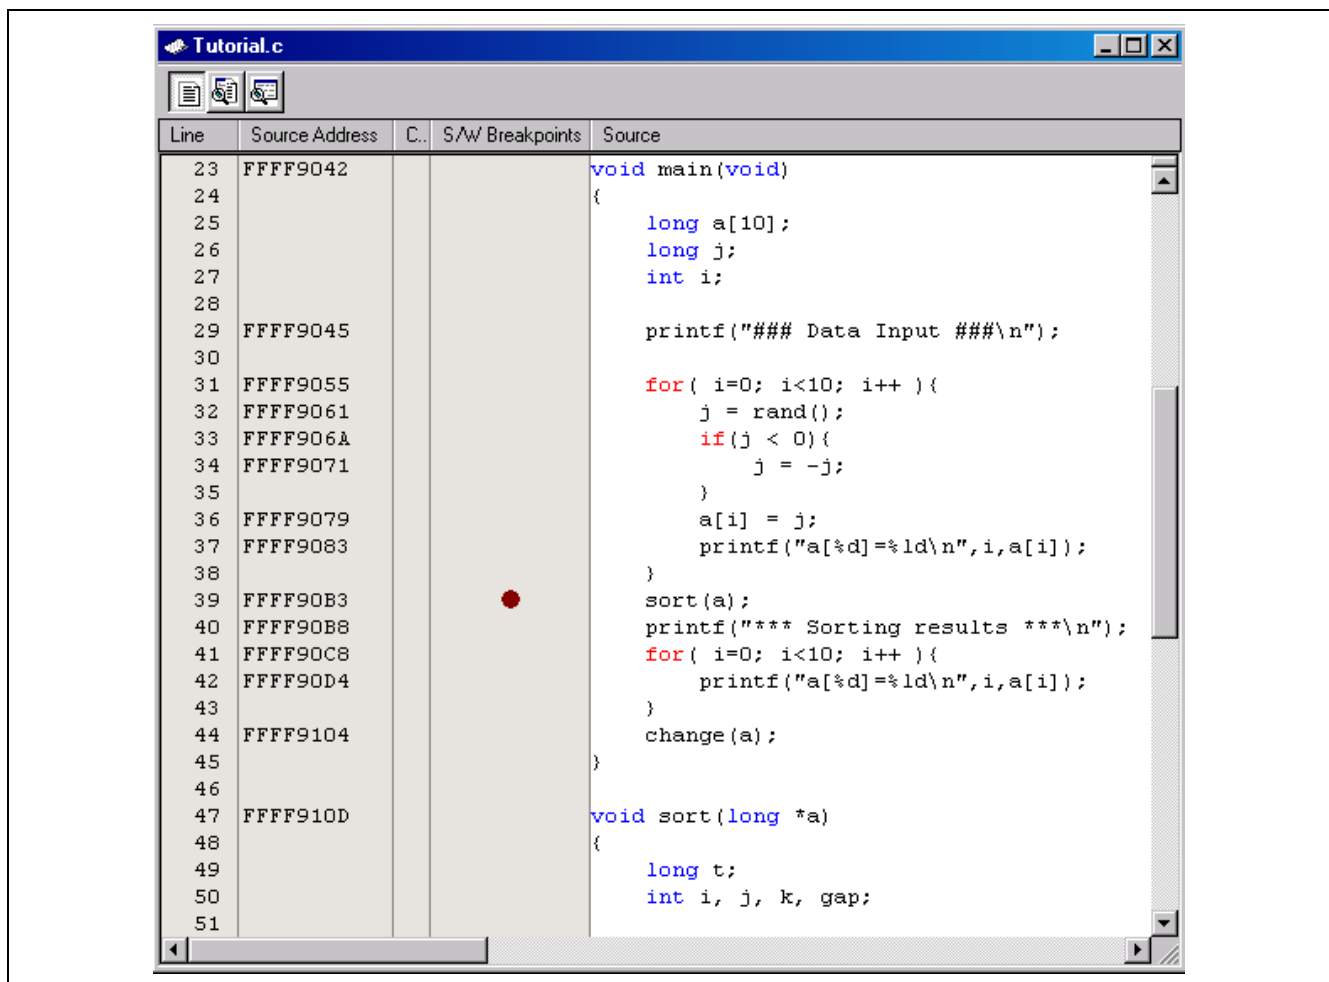 Tutorial.c
Line Source Address C.. S/W Breakpoints Source
23 FFFF9042 void main(void)
24 {
25 long a[10];
26 long j;
27 int i;
28
29 FFFF9045 printf("### Data Input ###\n");
30
31 FFFF9055 for( i=0; i<10; i++ ){
32 FFFF9061 j = rand();
33 FFFF906A if(j < 0){
34 FFFF9071 j = -j;
35 }
36 FFFF9079 a[i] = j;
37 FFFF9083 printf("a[%d]=%ld\n",i,a[i]);
38 }
39 FFFF90B3 sort(a);
40 FFFF90B8 printf("*** Sorting results ***\n");
41 FFFF90C8 for( i=0; i<10; i++ ){
42 FFFF90D4 printf("a[%d]=%ld\n",i,a[i]);
43 }
44 FFFF9104 change(a);
45 }
46
47 FFFF910D void sort(long *a)
48 {
49 long t;
50 int i, j, k, gap;
51